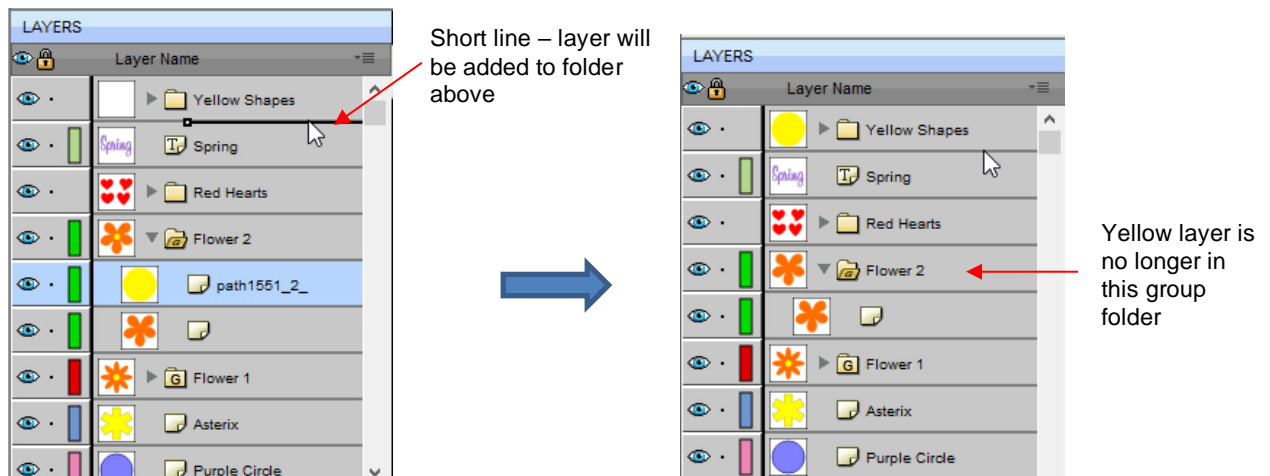 LAYERS
Layer Name
Yellow Shapes
Spring Spring
Red Hearts
Flower 2
path1551_2_
G Flower 1
Asterix
Purple Circle
Short line – layer will
be added to folder
above
LAYERS
Layer Name
Yellow Shapes
Spring Spring
Red Hearts
Flower 2
G Flower 1
Asterix
Purple Circle
Yellow layer is
no longer in
this group
folder